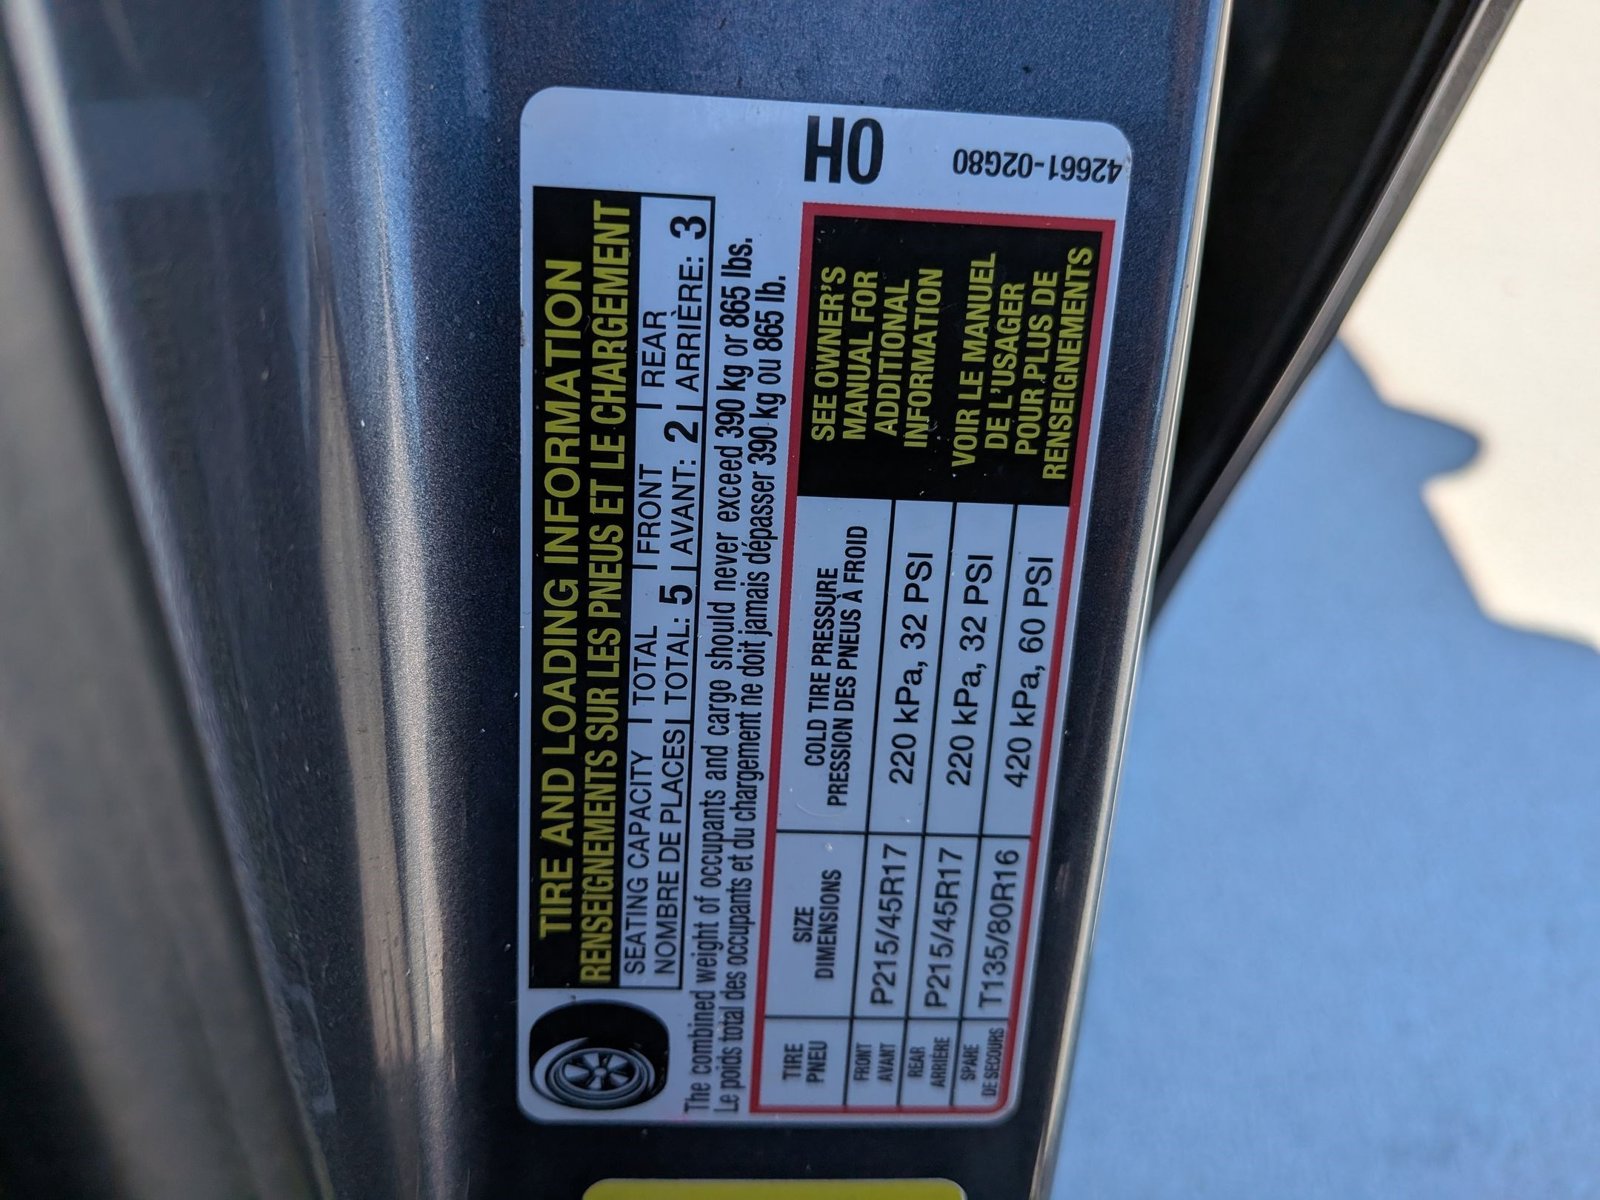 TIRE AND LOADING INFORMATION
RENSEIGNEMENTS SUR LES PNEUS ET LE CHARGEMENT
SEATING CAPACITY | TOTAL | FRONT | REAR
NOMBRE DE PLACES | TOTAL: 5 | AVANT: 2 | ARRIÈRE: 3
The combined weight of occupants and cargo should never exceed 390 kg or 865 lbs.
Le poids total des occupants et du chargement ne doit jamais dépasser 390 kg ou 865 lb.
TIRE
PNEU
SIZE
DIMENSIONS
COLD TIRE PRESSURE
PRESSION DES PNEUS À FROID
FRONT
AVANT
P215/45R17
220 kPa, 32 PSI
REAR
ARRIÈRE
P215/45R17
220 kPa, 32 PSI
SPARE
DE SECOURS
T135/80R16
420 kPa, 60 PSI
SEE OWNER'S
MANUAL FOR
ADDITIONAL
INFORMATION
VOIR LE MANUEL
DE L'USAGER
POUR PLUS DE
RENSEIGNEMENTS
H0
42661-02G80